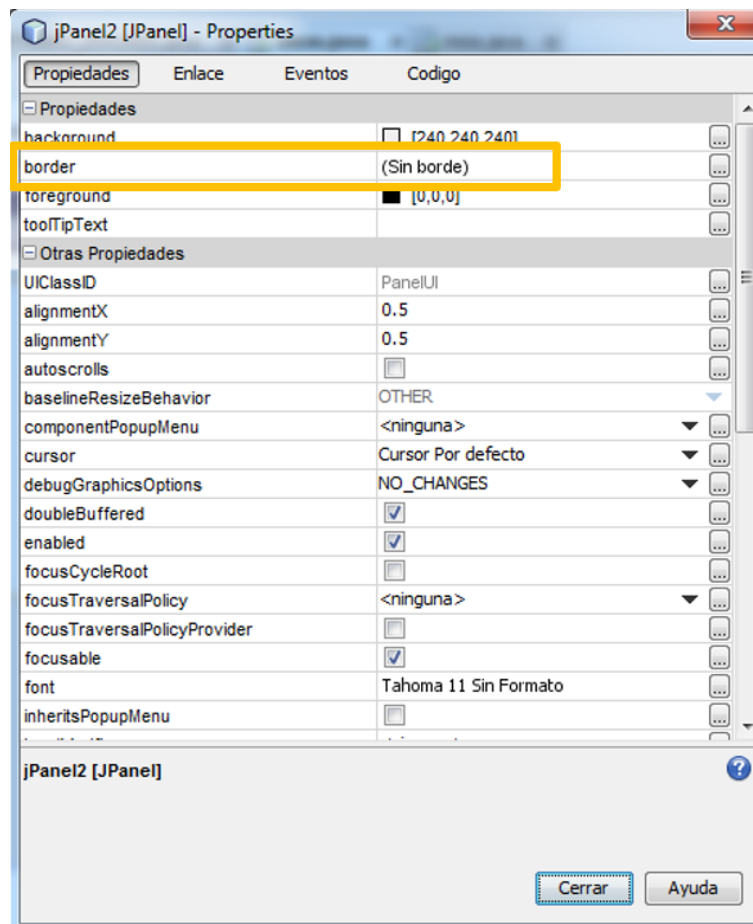 jPanel2 [JPanel] - Properties
Propiedades Enlace Eventos Codigo
Propiedades
background [240,240,240]
border (Sin borde)
foreground [0,0,0]
toolTipText
Otras Propiedades
UIClassID PanelUI
alignmentX 0.5
alignmentY 0.5
autoscrolls
baselineResizeBehavior OTHER
componentPopupMenu <ninguna>
cursor Cursor Por defecto
debugGraphicsOptions NO_CHANGES
doubleBuffered
enabled
focusCycleRoot
focusTraversalPolicy <ninguna>
focusTraversalPolicyProvider
focusable
font Tahoma 11 Sin Formato
inheritsPopupMenu
jPanel2 [JPanel]
Cerrar Ayuda